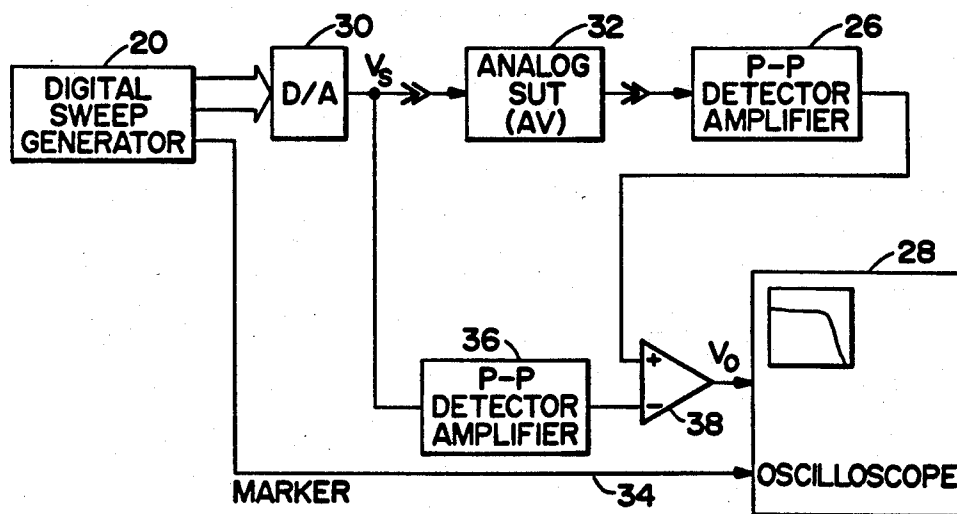 20
DIGITAL
SWEEP
GENERATOR
30
D/A
VS
32
ANALOG
SUT
(AV)
26
P-P
DETECTOR
AMPLIFIER
28
36
P-P
DETECTOR
AMPLIFIER
+
-
38
VO
OSCILLOSCOPE
MARKER
34